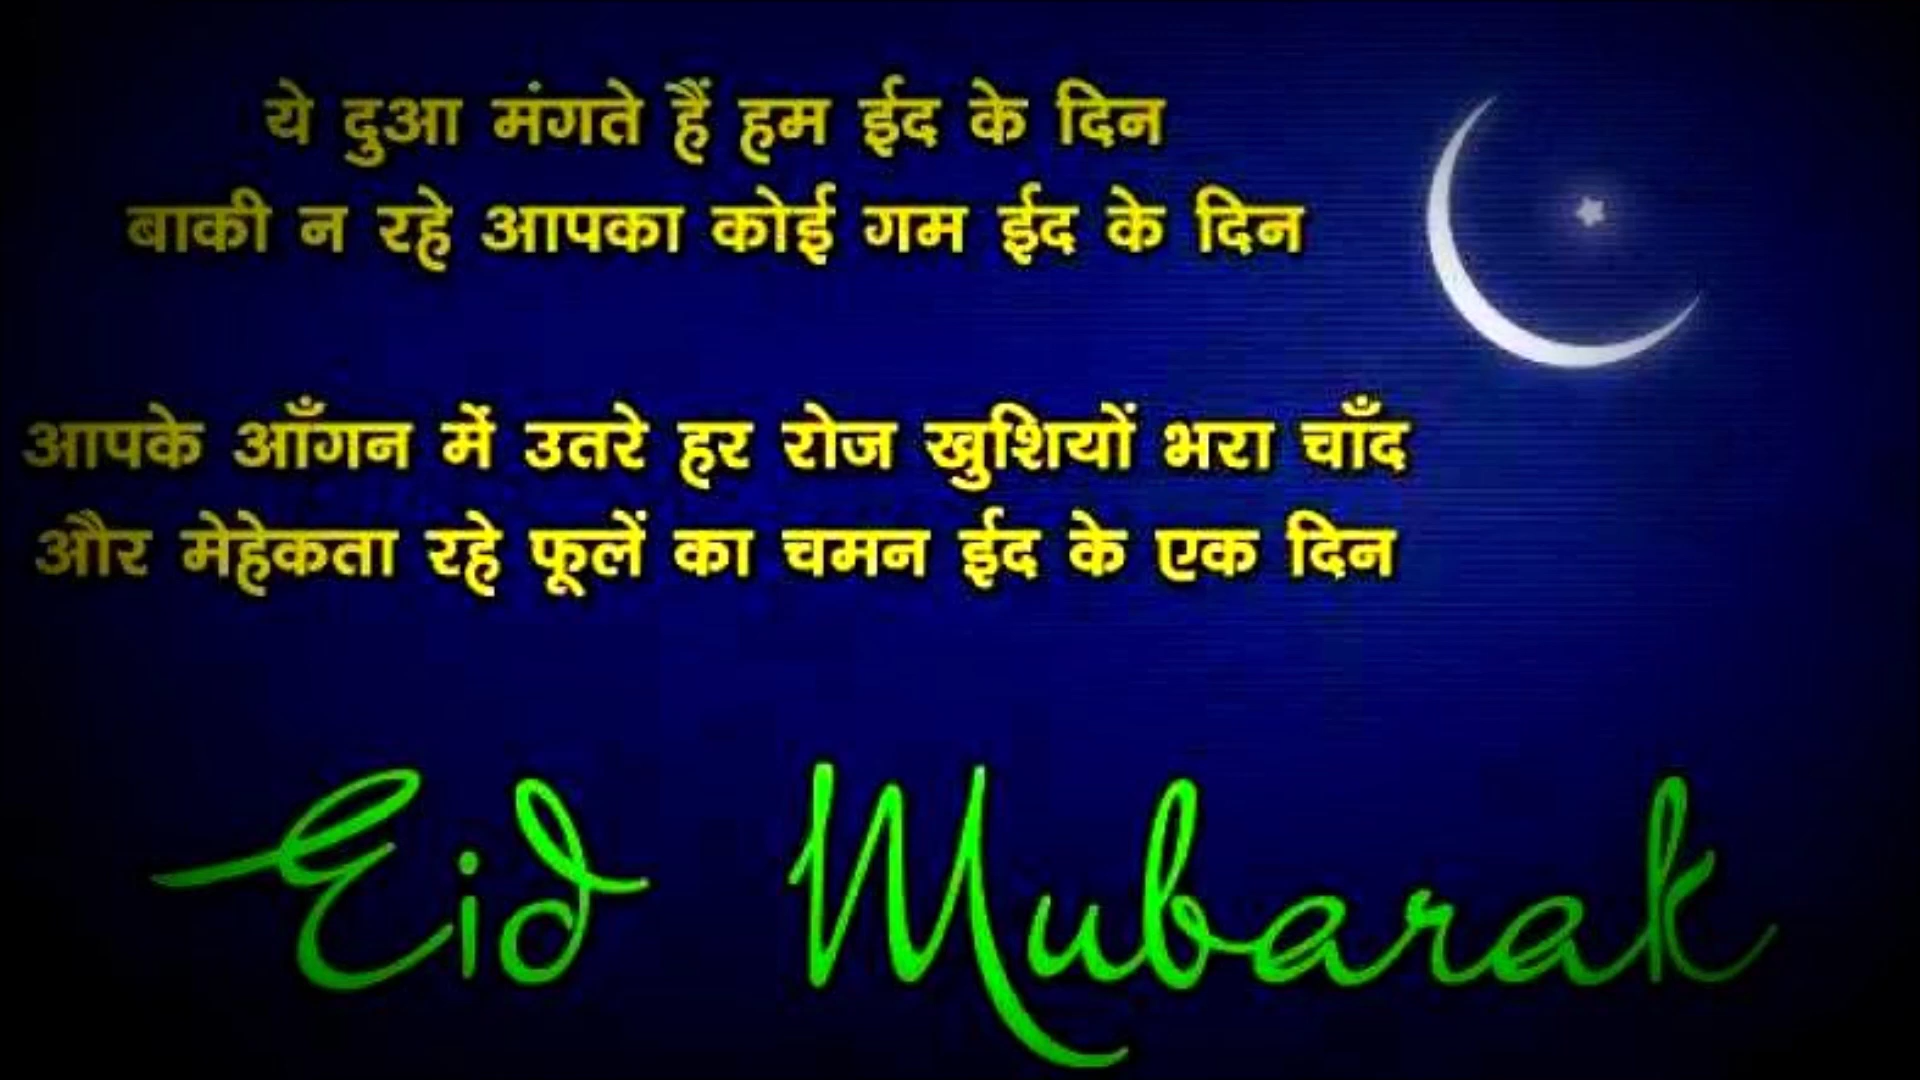 ये दुआ मंगते हैं हम ईद के दिन
बाकी न रहे आपका कोई गम ईद के दिन
आपके आँगन में उतरे हर रोज खुशियों भरा चाँद
और मेहेकता रहे फूलें का चमन ईद के एक दिन
Eid Mubarak